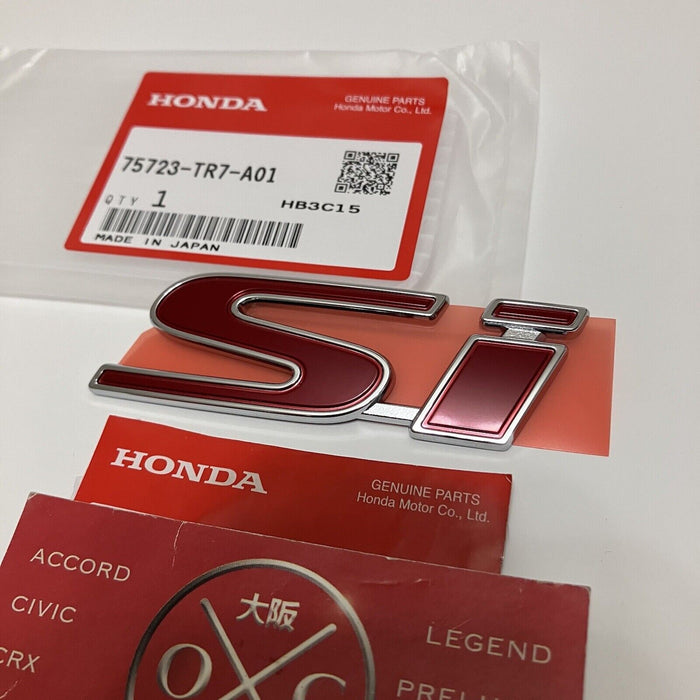 HONDA
GENUINE PARTS
Honda Motor Co., Ltd.
75723-TR7-A01
QTY 1
HB3C15
MADE IN JAPAN
Si
HONDA
GENUINE PARTS
Honda Motor Co., Ltd.
ACCORD
CIVIC
CRX
大阪
O C
LEGEND